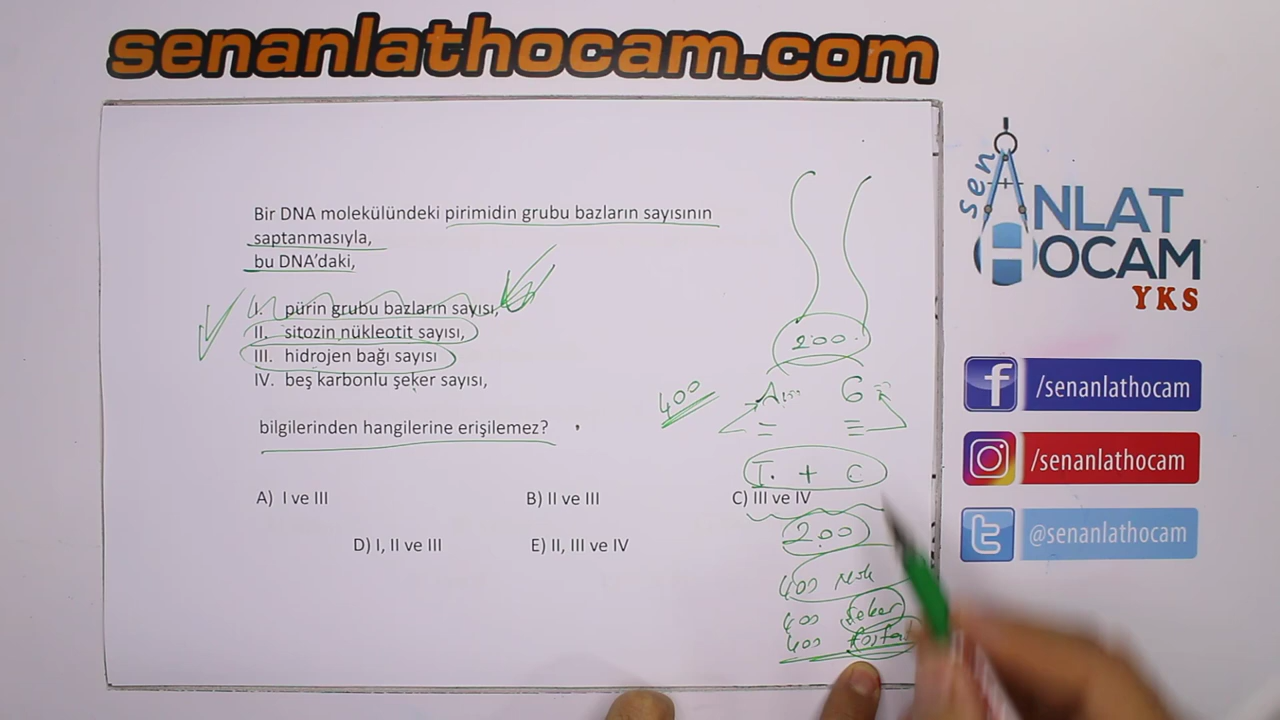 senanlathocam.com
Bir DNA molekülündeki pirimidin grubu bazların sayısının
saptanmasıyla,
bu DNA'daki,
I. pürin grubu bazların sayısı,
II. sitozin nükleotit sayısı,
III. hidrojen bağı sayısı
IV. beş karbonlu şeker sayısı,
bilgilerinden hangilerine erişilemez?
A) I ve III
B) II ve III
C) III ve IV
D) I, II ve III
E) II, III ve IV
200
400
A G
T + C
200
400 Nük
400 Şeker
400 fosfat
sen
ANLAT
HOCAM
YKS
/senanlathocam
/senanlathocam
@senanlathocam